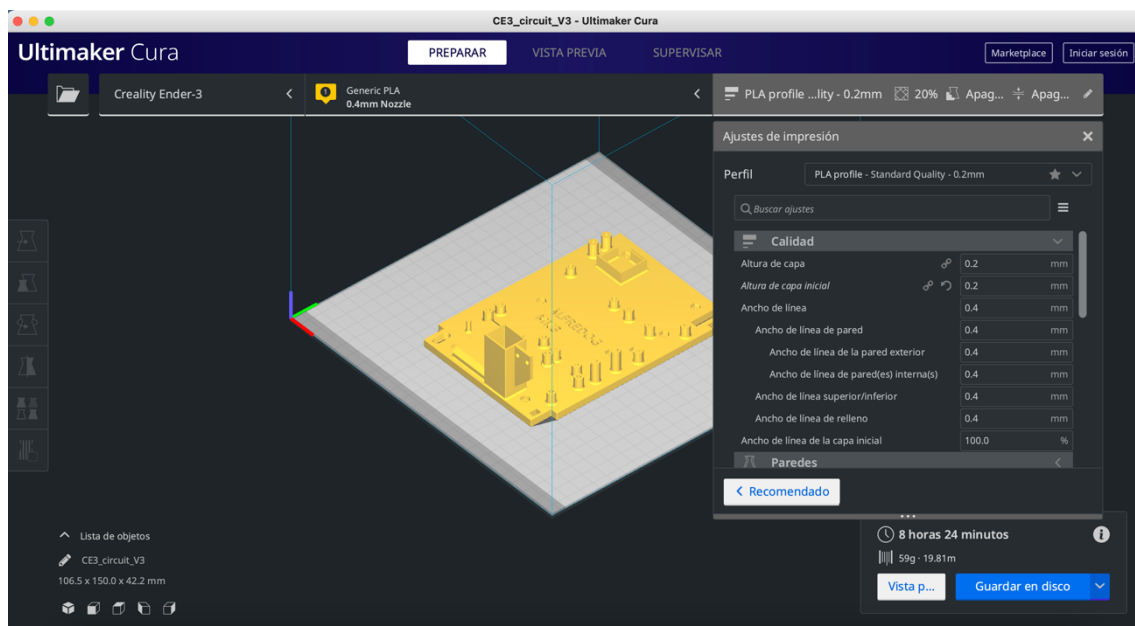 CE3_circuit_V3 - Ultimaker Cura
Ultimaker Cura
PREPARAR
VISTA PREVIA
SUPERVISAR
Marketplace
Iniciar sesión
Creality Ender-3
1
Generic PLA
0.4mm Nozzle
PLA profile ...lity - 0.2mm
20%
Apag...
Apag...
Ajustes de impresión
Perfil
PLA profile - Standard Quality - 0.2mm
Buscar ajustes
Calidad
Altura de capa 0.2 mm
Altura de capa inicial 0.2 mm
Ancho de línea 0.4 mm
Ancho de línea de pared 0.4 mm
Ancho de línea de la pared exterior 0.4 mm
Ancho de línea de pared(es) interna(s) 0.4 mm
Ancho de línea superior/inferior 0.4 mm
Ancho de línea de relleno 0.4 mm
Ancho de línea de la capa inicial 100.0 %
Paredes
Recomendado
Lista de objetos
CE3_circuit_V3
106.5 x 150.0 x 42.2 mm
8 horas 24 minutos
59g · 19.81m
Vista p...
Guardar en disco